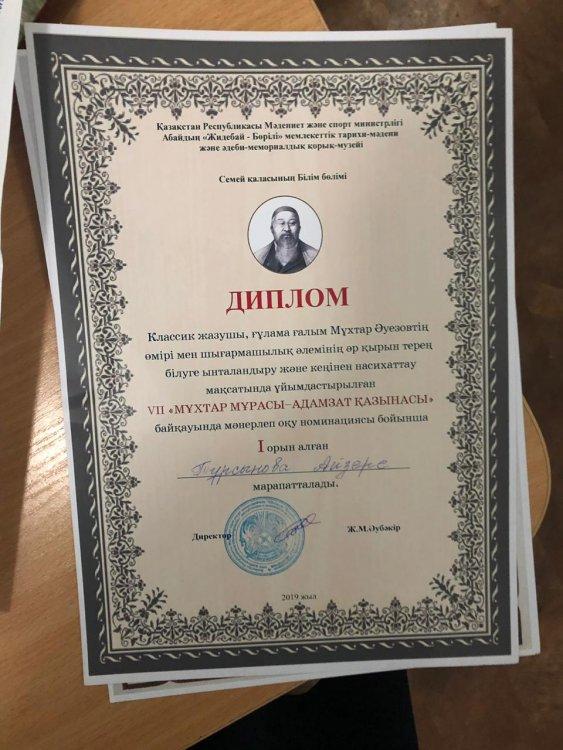 Қазақстан Республикасы Мәдениет және спорт министрлігі
Абайдың «Жидебай - Бөрілі» мемлекеттік тарихи-мәдени
және әдеби-мемориалдық қорық-музейі
Семей қаласының Білім бөлімі
ДИПЛОМ
Классик жазушы, ғұлама ғалым Мұхтар Әуезовтің
өмірі мен шығармашылық әлемінің әр қырын терең
білуге ынталандыру және кеңінен насихаттау
мақсатында ұйымдастырылған
VII «МҰХТАР МҰРАСЫ–АДАМЗАТ ҚАЗЫНАСЫ»
байқауында мәнерлеп оқу номинациясы бойынша
I орын алған
Тұрсынова Айзере
марапатталады.
Директор Ж.М.Әубәкір
2019 жыл